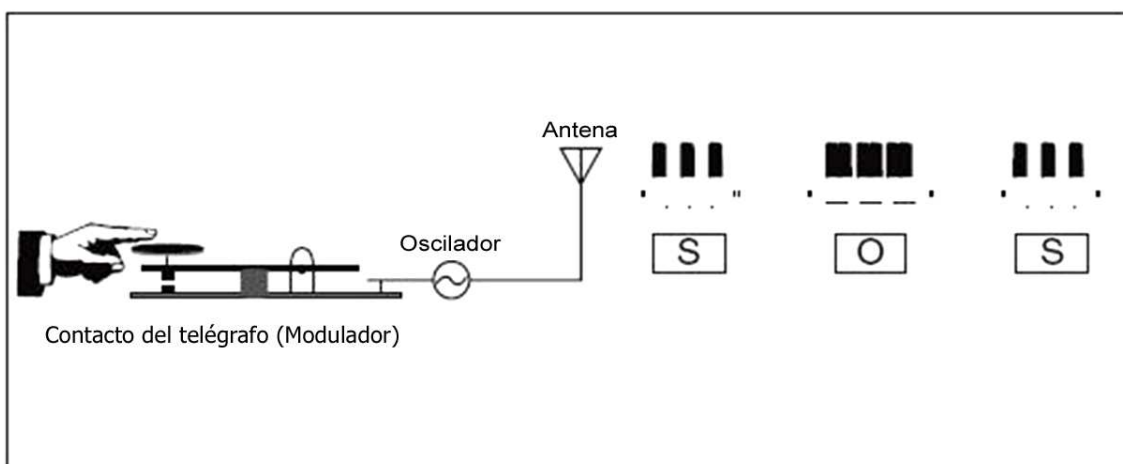 Antena
' . . . "
' _ _ _ '
' . . . '
Oscilador
S
O
S
Contacto del telégrafo (Modulador)